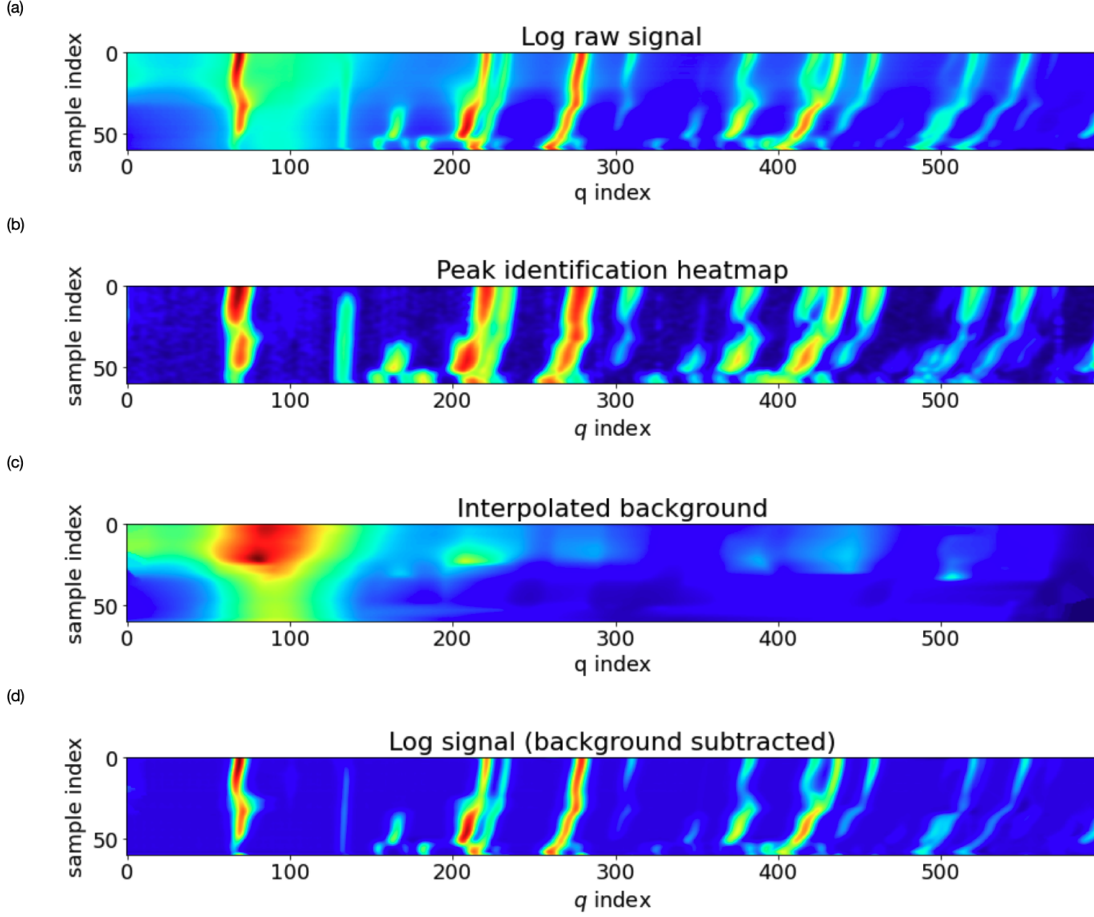 (a)
Log raw signal
sample index
0
50
0 100 200 300 400 500
q index
(b)
Peak identification heatmap
sample index
0
50
0 100 200 300 400 500
q index
(c)
Interpolated background
sample index
0
50
0 100 200 300 400 500
q index
(d)
Log signal (background subtracted)
sample index
0
50
0 100 200 300 400 500
q index